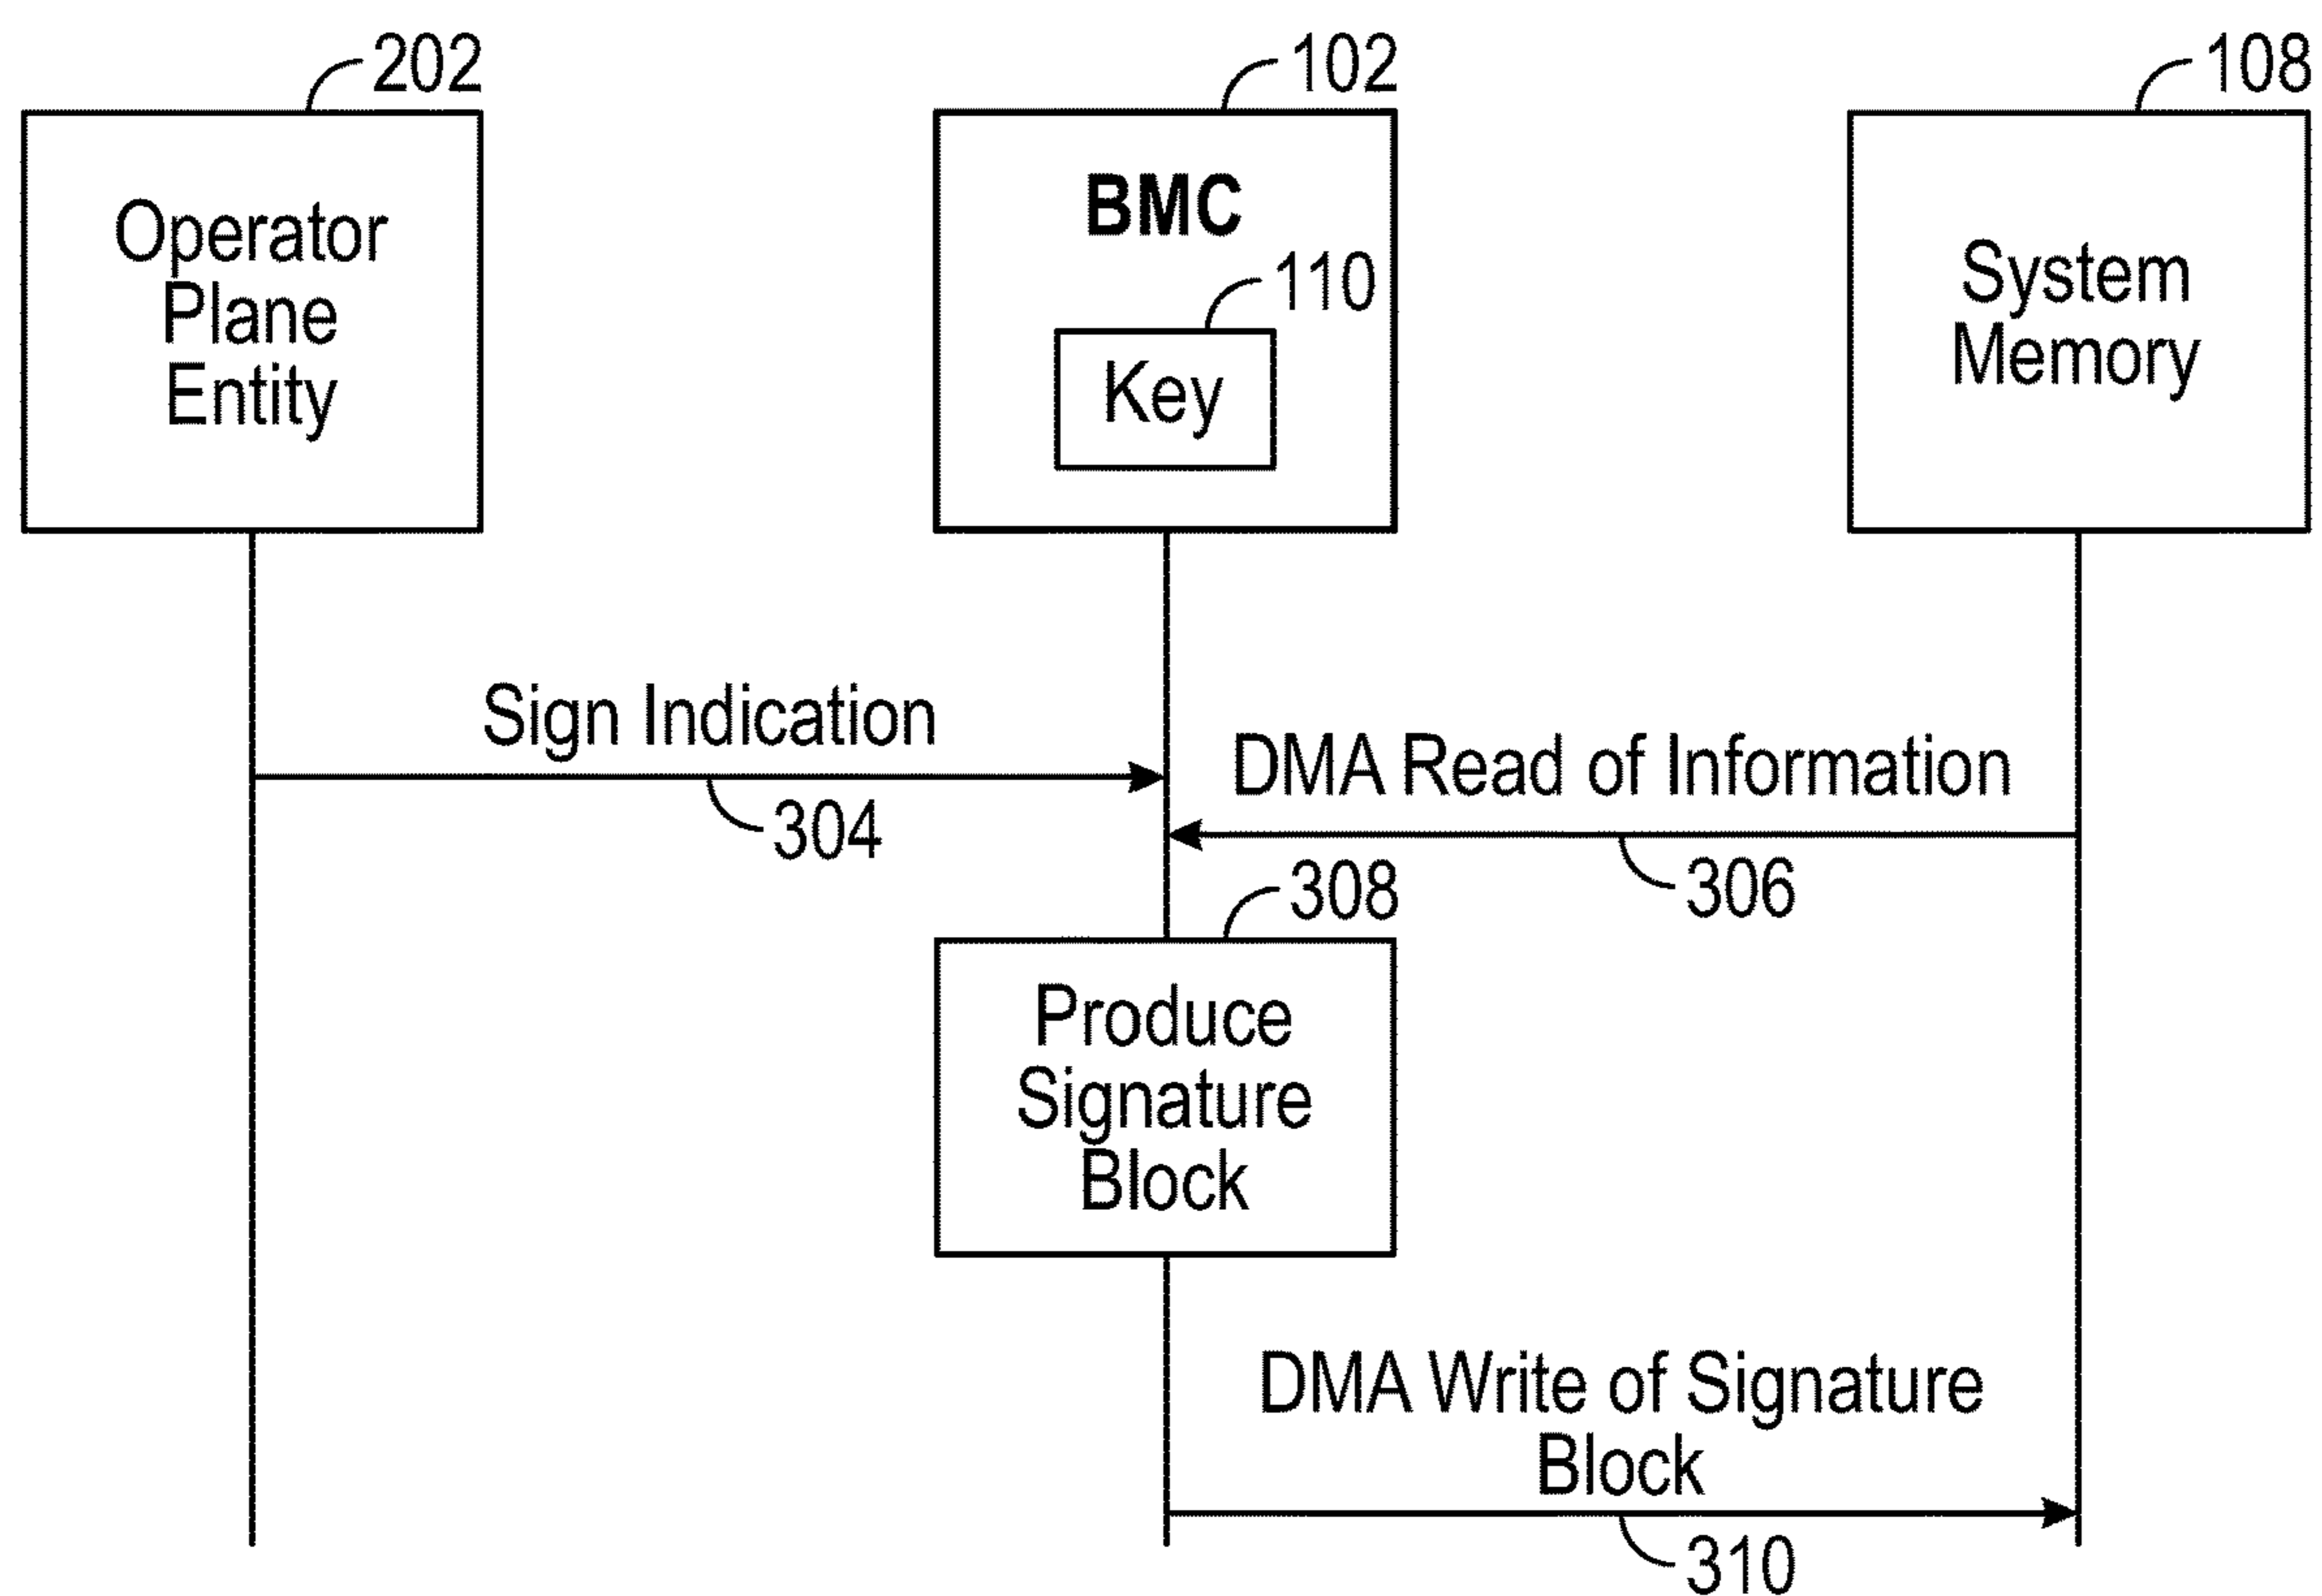 202
102
108
Operator
Plane
Entity
BMC
110
Key
System
Memory
Sign Indication
304
DMA Read of Information
306
308
Produce
Signature
Block
DMA Write of Signature
Block
310